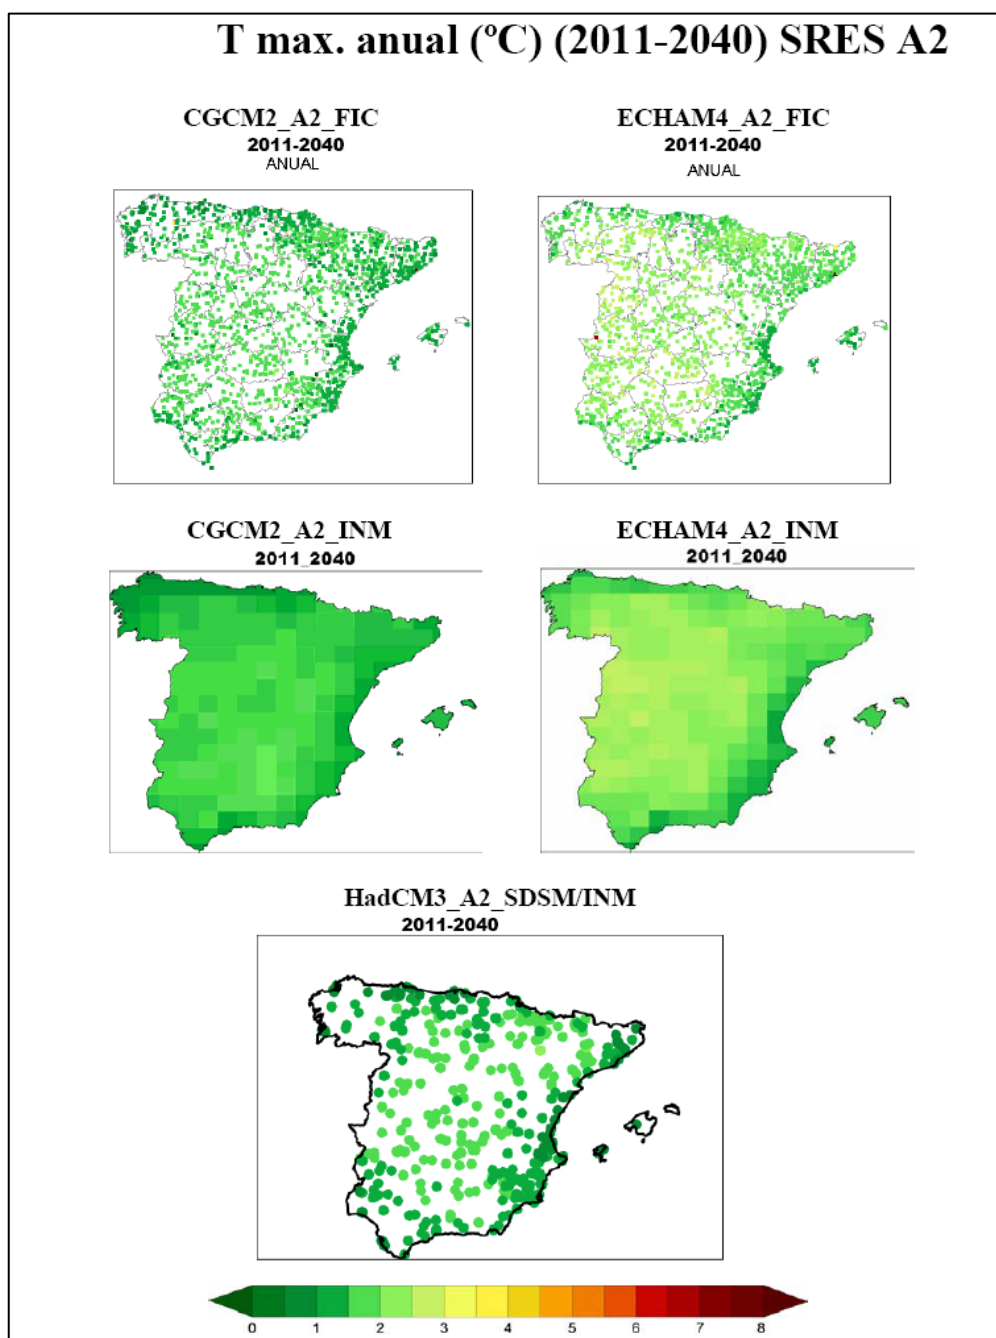 T max. anual (ºC) (2011-2040) SRES A2
CGCM2_A2_FIC
2011-2040
ANUAL
ECHAM4_A2_FIC
2011-2040
ANUAL
CGCM2_A2_INM
2011_2040
ECHAM4_A2_INM
2011_2040
HadCM3_A2_SDSM/INM
2011-2040
0 1 2 3 4 5 6 7 8